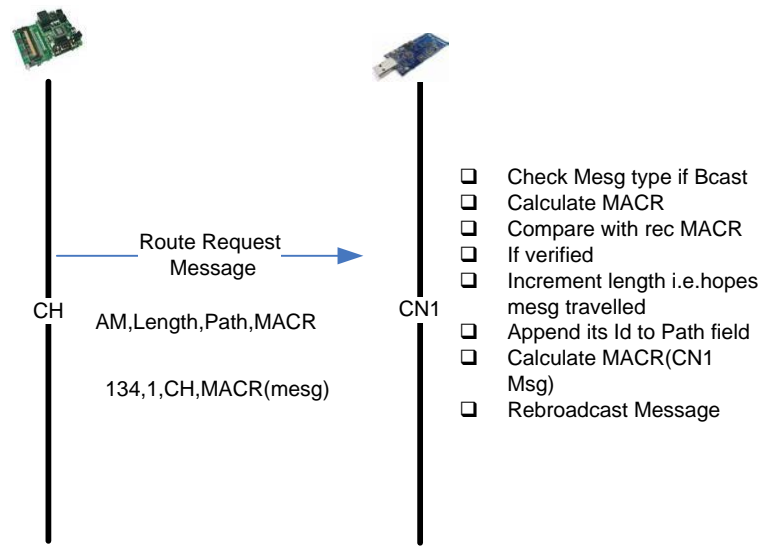 Route Request
Message
CH
AM,Length,Path,MACR
134,1,CH,MACR(mesg)
CN1
❑ Check Mesg type if Bcast
❑ Calculate MACR
❑ Compare with rec MACR
❑ If verified
❑ Increment length i.e.hopes
mesg travelled
❑ Append its Id to Path field
❑ Calculate MACR(CN1
Msg)
❑ Rebroadcast Message